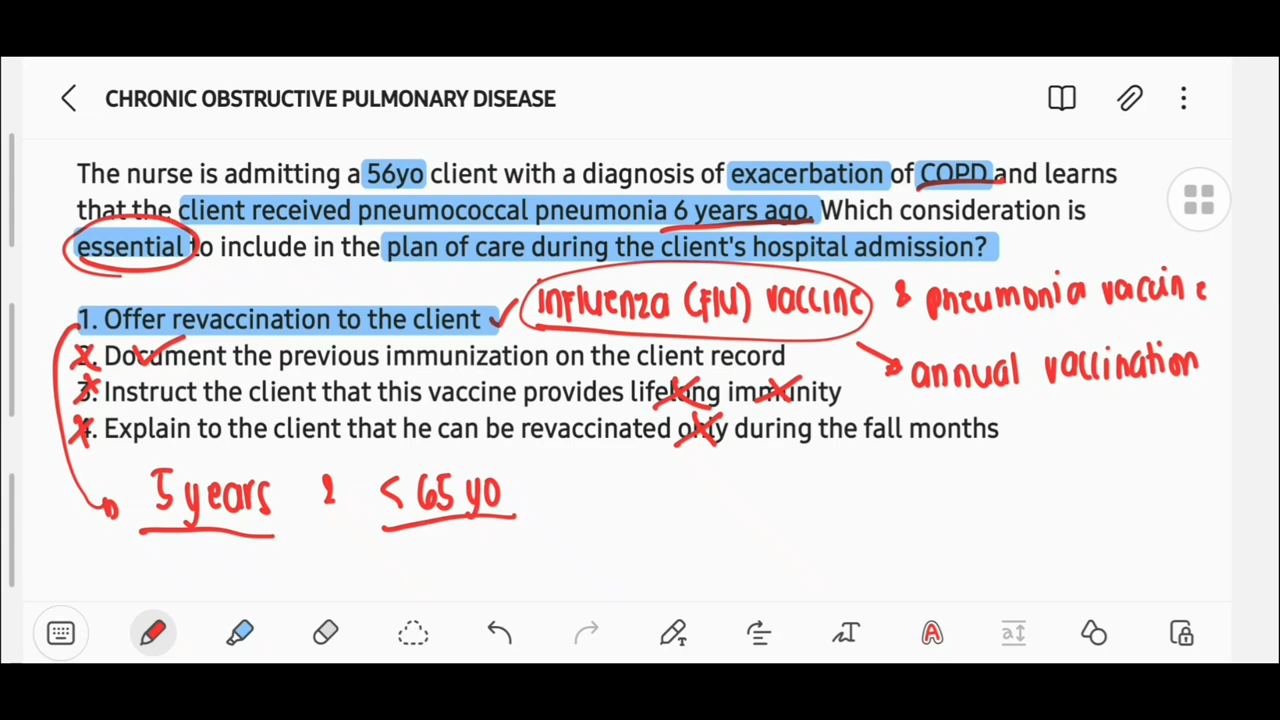 CHRONIC OBSTRUCTIVE PULMONARY DISEASE
The nurse is admitting a 56yo client with a diagnosis of exacerbation of COPD and learns
that the client received pneumococcal pneumonia 6 years ago. Which consideration is
essential to include in the plan of care during the client's hospital admission?
influenza (FlU) vaccine & pneumonia vaccine
1. Offer revaccination to the client
2. Document the previous immunization on the client record
annual vaccination
3. Instruct the client that this vaccine provides lifelong immunity
4. Explain to the client that he can be revaccinated only during the fall months
5 years & < 65 yo